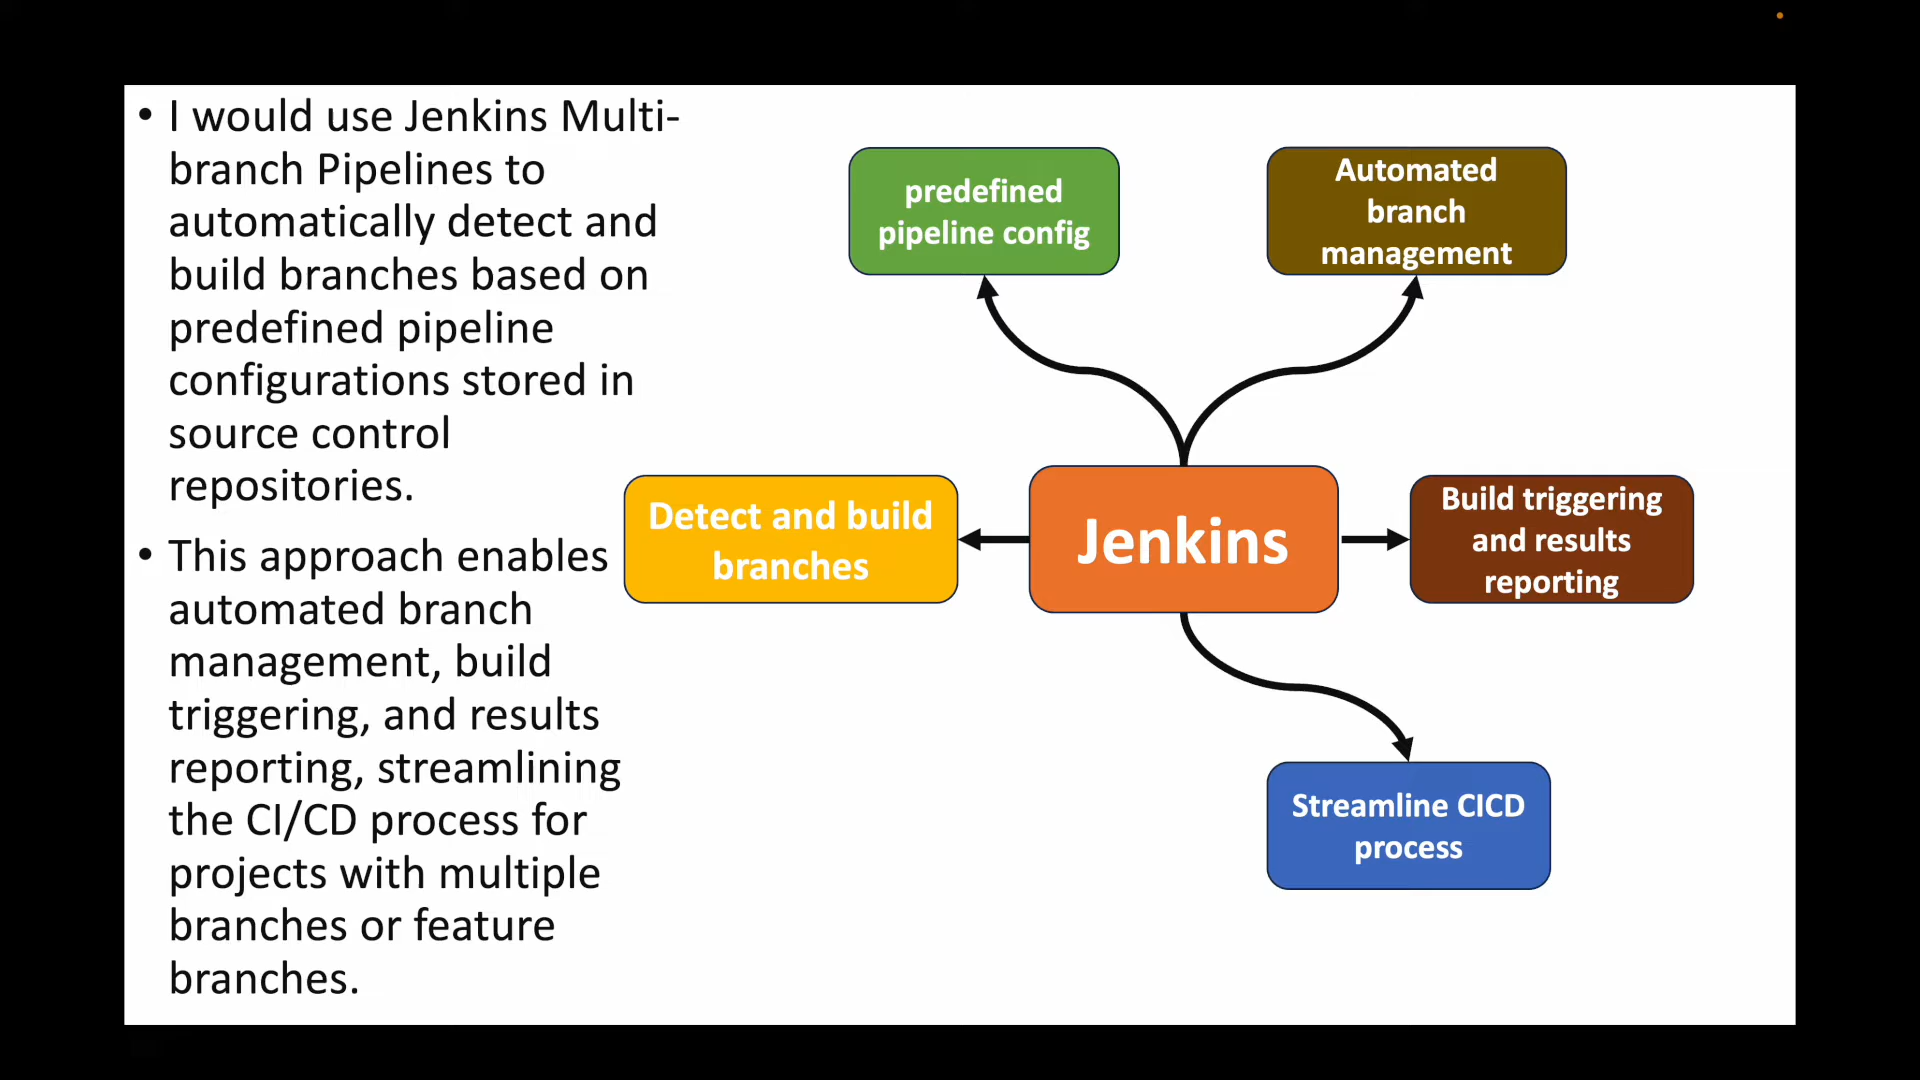 • I would use Jenkins Multi-
branch Pipelines to
automatically detect and
build branches based on
predefined pipeline
configurations stored in
source control
repositories.
• This approach enables
automated branch
management, build
triggering, and results
reporting, streamlining
the CI/CD process for
projects with multiple
branches or feature
branches.
predefined
pipeline config
Automated
branch
management
Detect and build
branches
Jenkins
Build triggering
and results
reporting
Streamline CICD
process